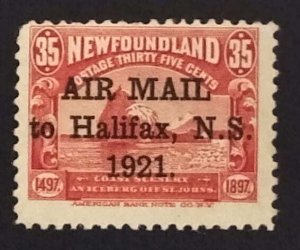 35 NEWFOUNDLAND 35
POSTAGE THIRTY FIVE CENTS
AIR MAIL
to Halifax, N.S.
1921.
COAST SCENERY
1497 1897
AN ICEBERG OFF ST. JOHNS.
AMERICAN BANK NOTE CO. N.Y.